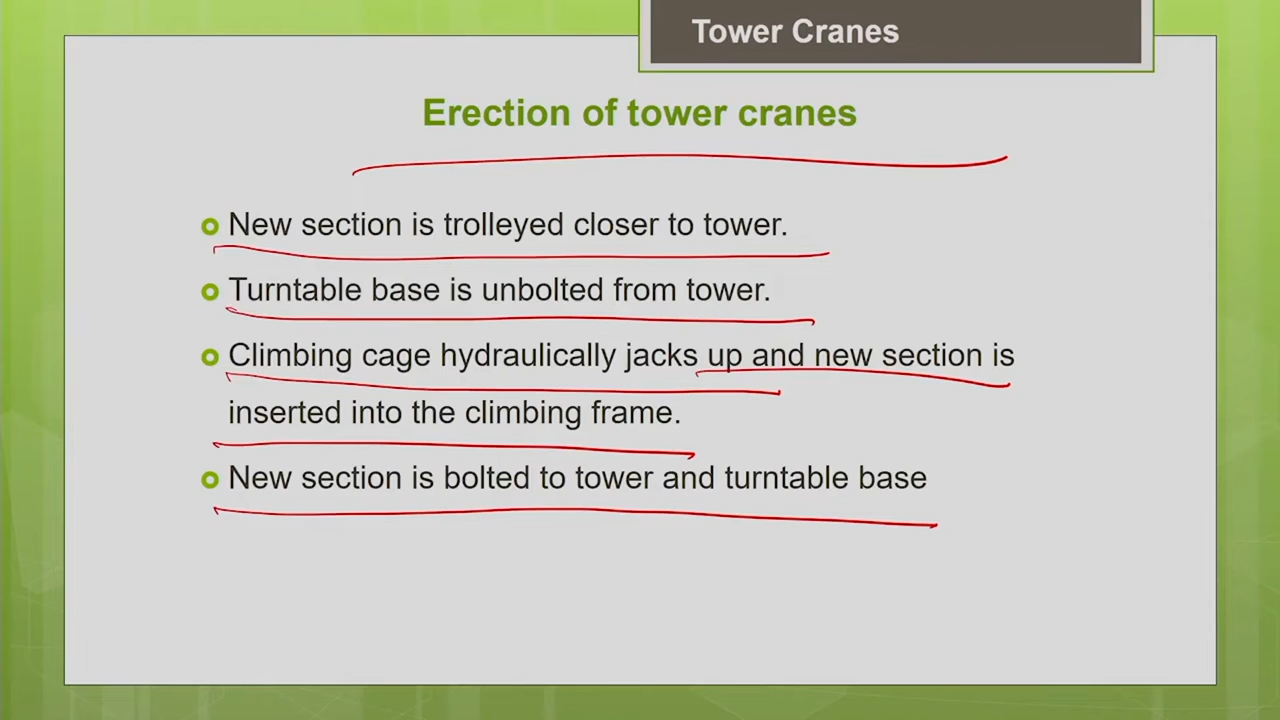 Tower Cranes
Erection of tower cranes
New section is trolleyed closer to tower.
Turntable base is unbolted from tower.
Climbing cage hydraulically jacks up and new section is
inserted into the climbing frame.
New section is bolted to tower and turntable base